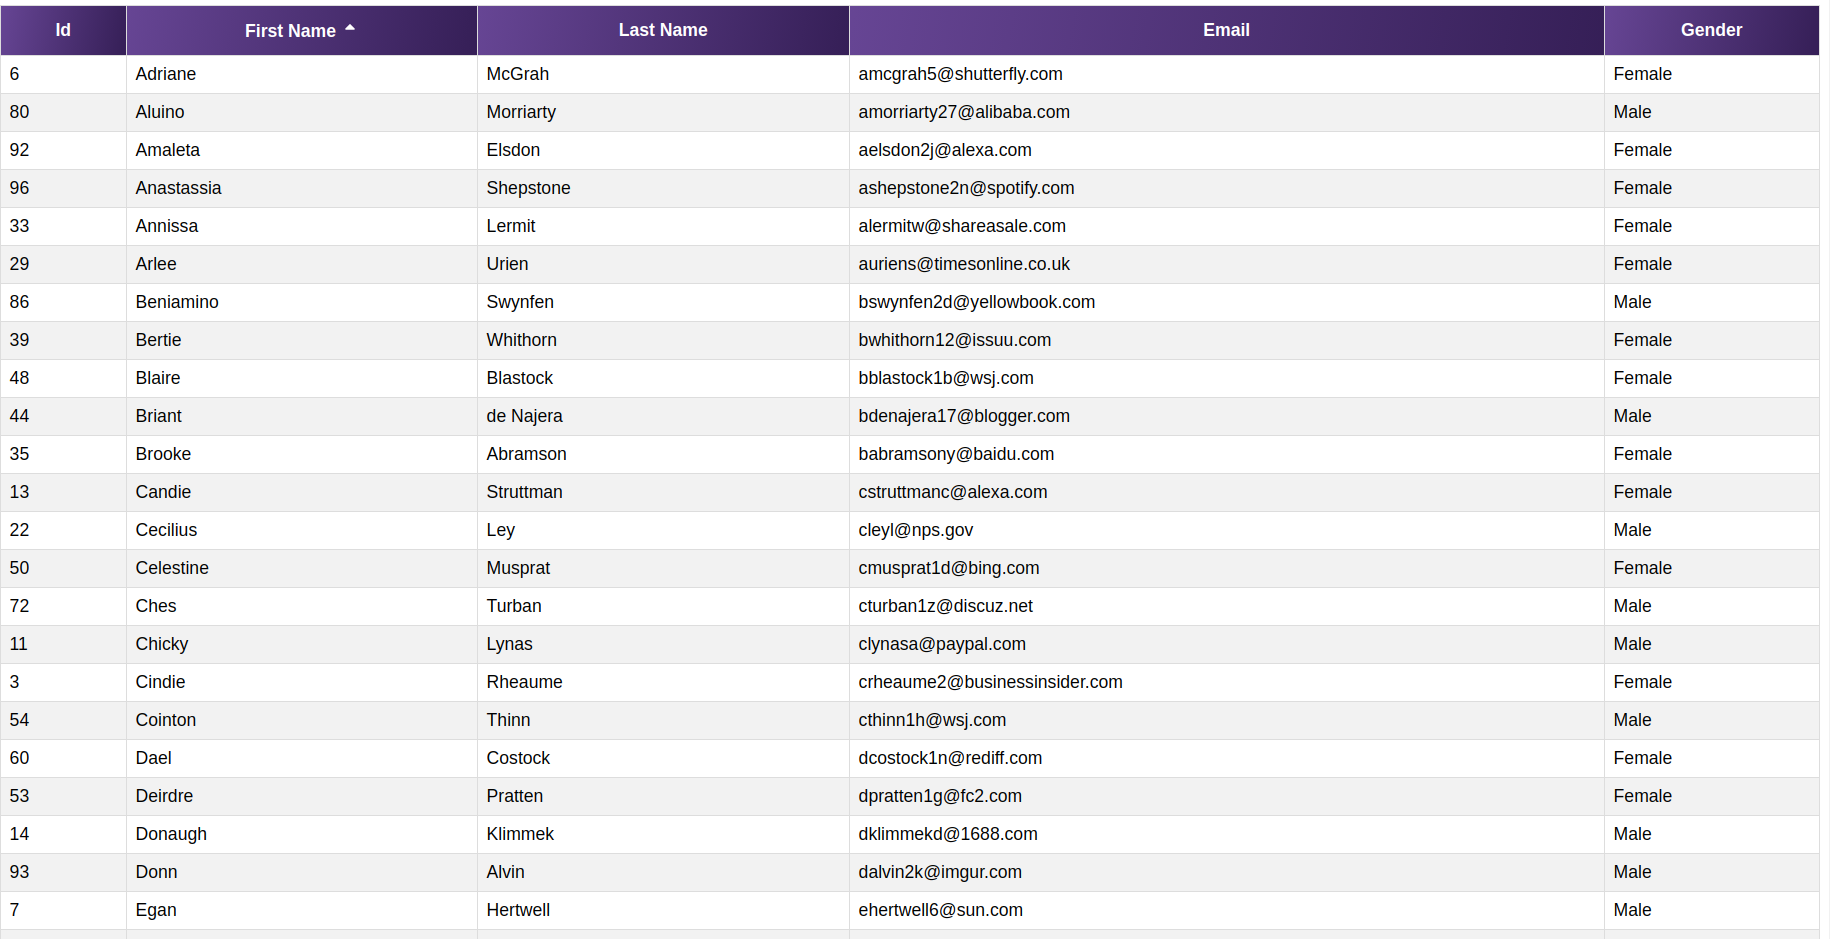 Id First Name Last Name Email Gender
6 Adriane McGrah amcgrah5@shutterfly.com Female
80 Aluino Morriarty amorriarty27@alibaba.com Male
92 Amaleta Elsdon aelsdon2j@alexa.com Female
96 Anastassia Shepstone ashepstone2n@spotify.com Female
33 Annissa Lermit alermitw@shareasale.com Female
29 Arlee Urien auriens@timesonline.co.uk Female
86 Beniamino Swynfen bswynfen2d@yellowbook.com Male
39 Bertie Whithorn bwhithorn12@issuu.com Female
48 Blaire Blastock bblastock1b@wsj.com Female
44 Briant de Najera bdenajera17@blogger.com Male
35 Brooke Abramson babramsony@baidu.com Female
13 Candie Struttman cstruttmanc@alexa.com Female
22 Cecilius Ley cleyl@nps.gov Male
50 Celestine Musprat cmusprat1d@bing.com Female
72 Ches Turban cturban1z@discuz.net Male
11 Chicky Lynas clynasa@paypal.com Male
3 Cindie Rheaume crheaume2@businessinsider.com Female
54 Cointon Thinn cthinn1h@wsj.com Male
60 Dael Costock dcostock1n@rediff.com Female
53 Deirdre Pratten dpratten1g@fc2.com Female
14 Donaugh Klimmek dklimmekd@1688.com Male
93 Donn Alvin dalvin2k@imgur.com Male
7 Egan Hertwell ehertwell6@sun.com Male